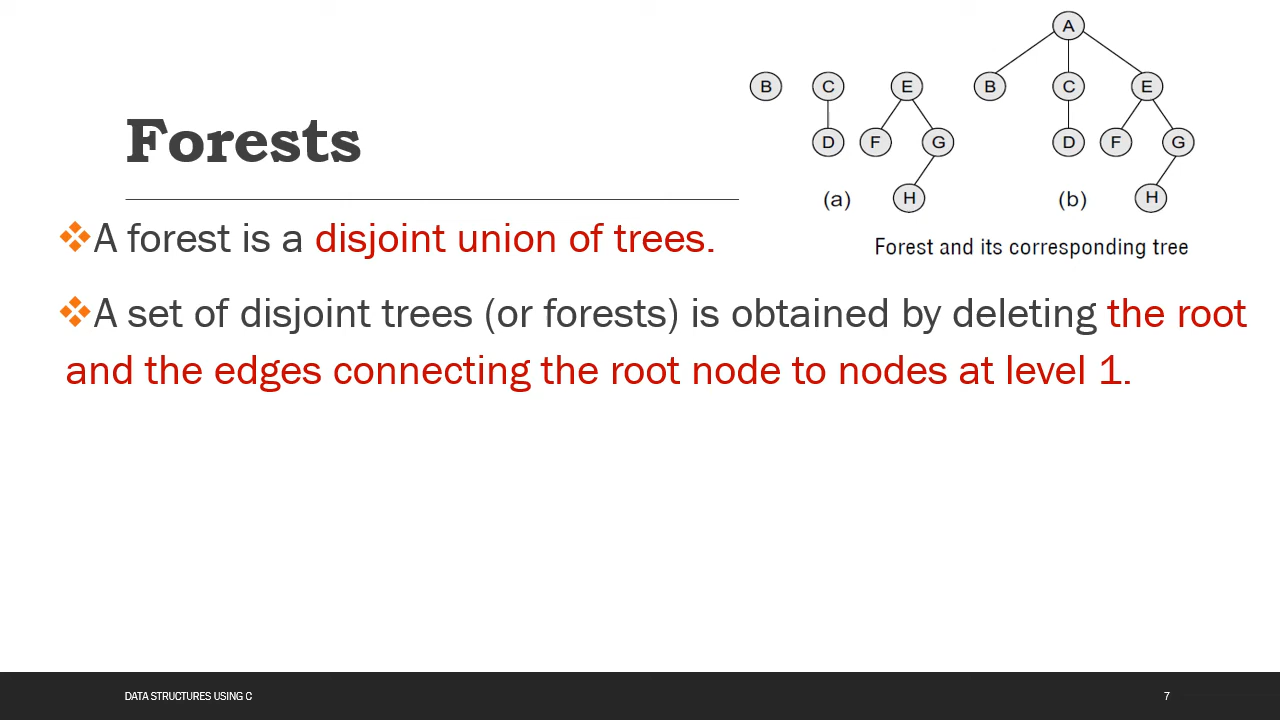 A
B C E B C E
Forests
D F G D F G
(a) H (b) H
❖A forest is a disjoint union of trees.
Forest and its corresponding tree
❖A set of disjoint trees (or forests) is obtained by deleting the root
and the edges connecting the root node to nodes at level 1.
DATA STRUCTURES USING C 7